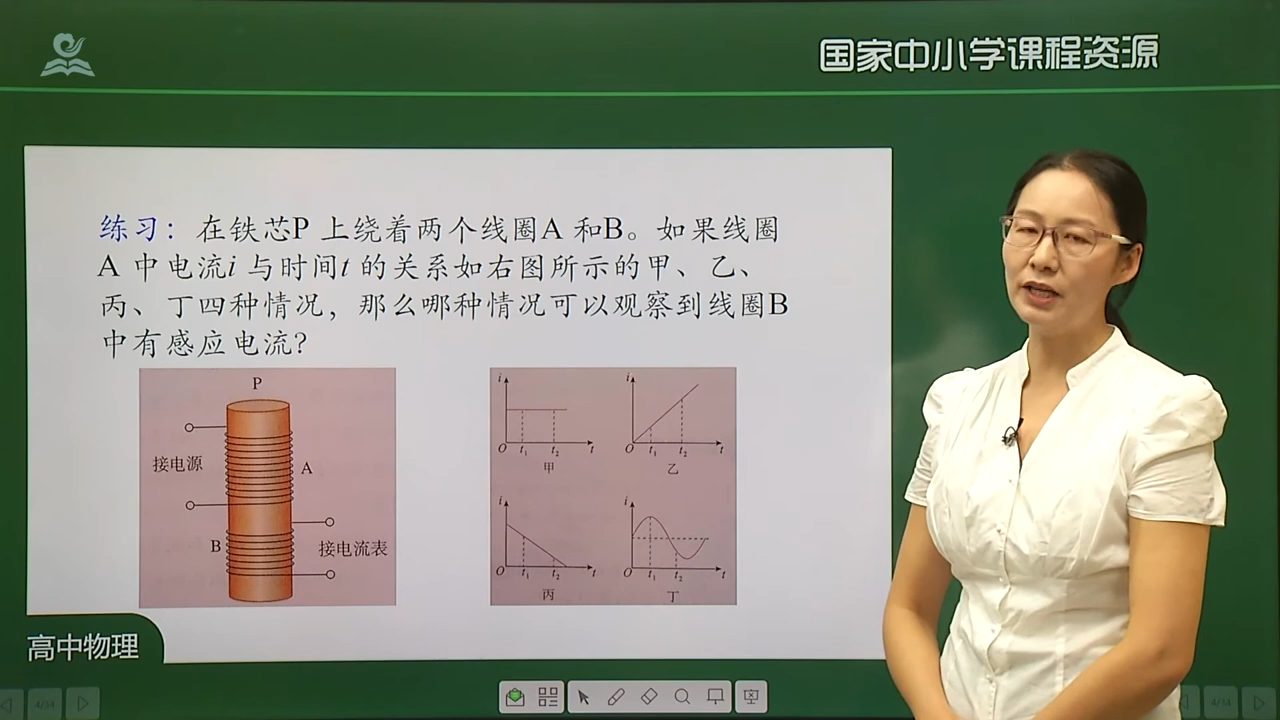 国家中小学课程资源
练习：在铁芯P 上绕着两个线圈A 和B。如果线圈
A 中电流i 与时间t 的关系如右图所示的甲、乙、
丙、丁四种情况，那么哪种情况可以观察到线圈B
中有感应电流?
P
接电源
A
B
接电流表
i
O
t₁
t₂
t
甲
i
O
t₁
t₂
t
乙
i
O
t₁
t₂
t
丙
i
O
t₁
t₂
t
丁
高中物理
4/14
4/14